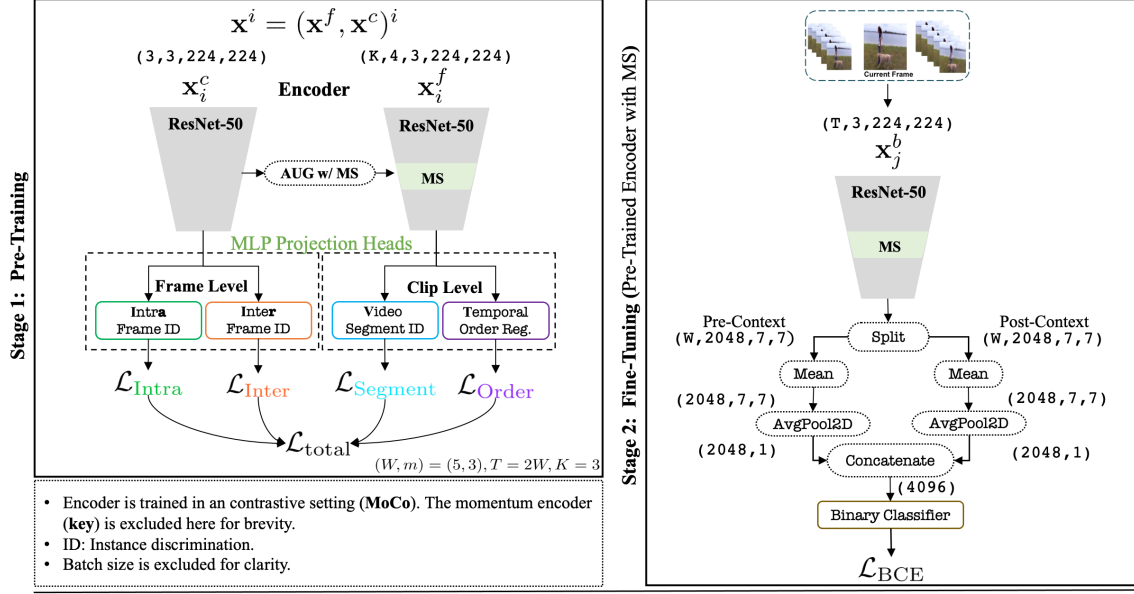 Stage 1: Pre-Training
x^i = (x^f, x^c)^i
(3,3,224,224)
(K,4,3,224,224)
x_i^c
Encoder
x_i^f
ResNet-50
ResNet-50
AUG w/ MS
MS
MLP Projection Heads
Frame Level
Clip Level
Intra
Frame ID
Inter
Frame ID
Video
Segment ID
Temporal
Order Reg.
L_Intra
L_Inter
L_Segment
L_Order
L_total
(W, m) = (5, 3), T = 2W, K = 3
• Encoder is trained in an contrastive setting (MoCo). The momentum encoder
(key) is excluded here for brevity.
• ID: Instance discrimination.
• Batch size is excluded for clarity.
Stage 2: Fine-Tuning (Pre-Trained Encoder with MS)
Current Frame
(T,3,224,224)
x_j^b
ResNet-50
MS
Pre-Context
(W,2048,7,7)
Split
Post-Context
(W,2048,7,7)
Mean
Mean
(2048,7,7)
(2048,7,7)
AvgPool2D
AvgPool2D
(2048,1)
(2048,1)
Concatenate
(4096)
Binary Classifier
L_BCE